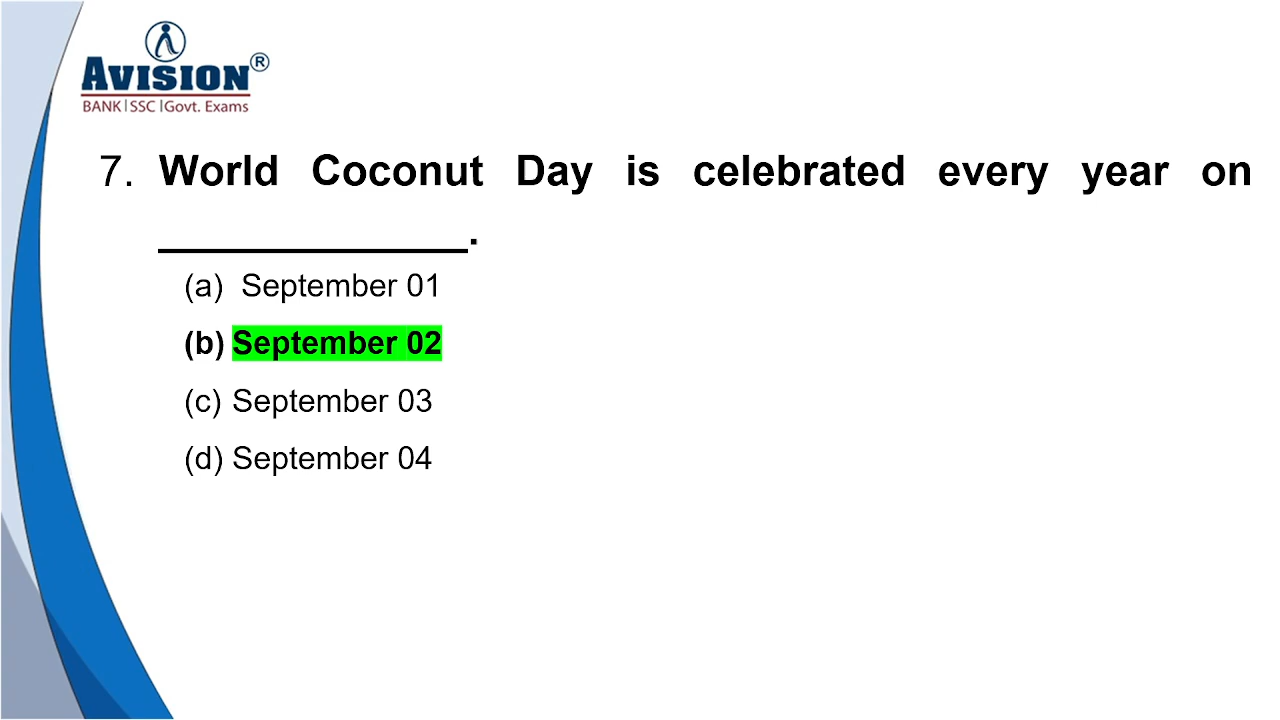 AVISION®
BANK|SSC|Govt. Exams
7. World Coconut Day is celebrated every year on
______________.
(a) September 01
(b) September 02
(c) September 03
(d) September 04